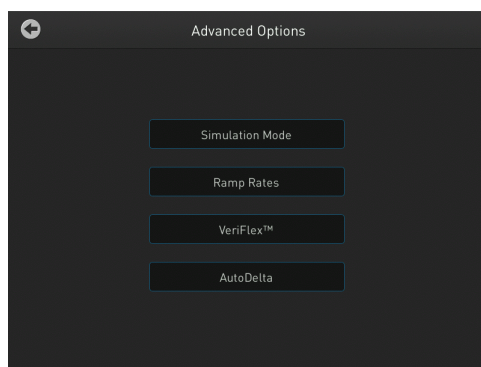 Advanced Options
Simulation Mode
Ramp Rates
VeriFlex™
AutoDelta